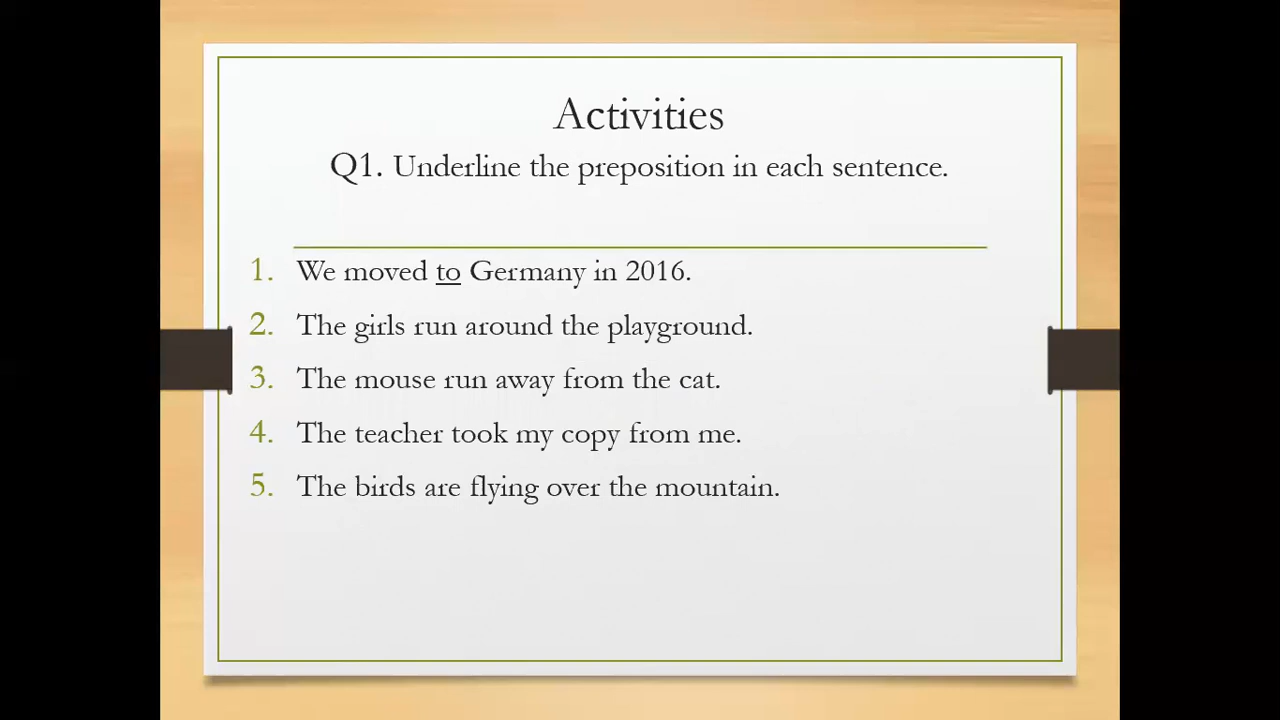 Activities
Q1. Underline the preposition in each sentence.
1. We moved to Germany in 2016.
2. The girls run around the playground.
3. The mouse run away from the cat.
4. The teacher took my copy from me.
5. The birds are flying over the mountain.